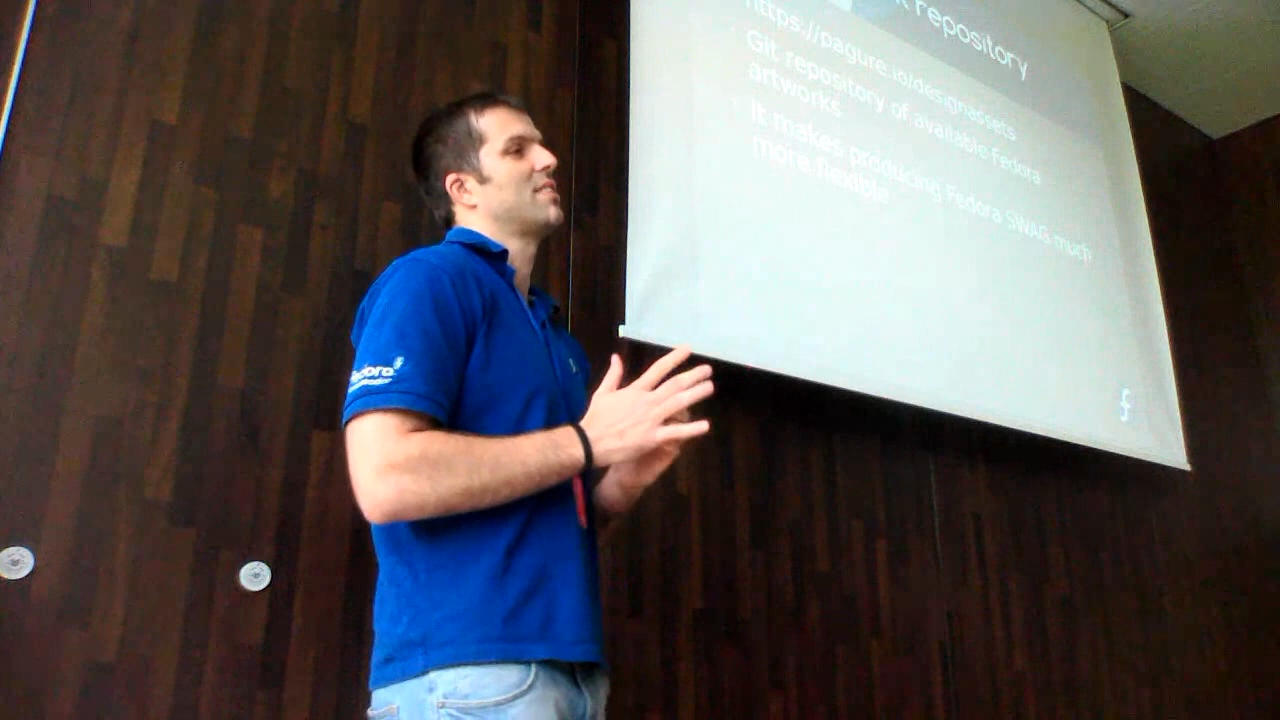 repository
https://pagure.io/designassets
Git repository of available Fedora
artworks
It makes producing Fedora SWAG much
more flexible
fedora